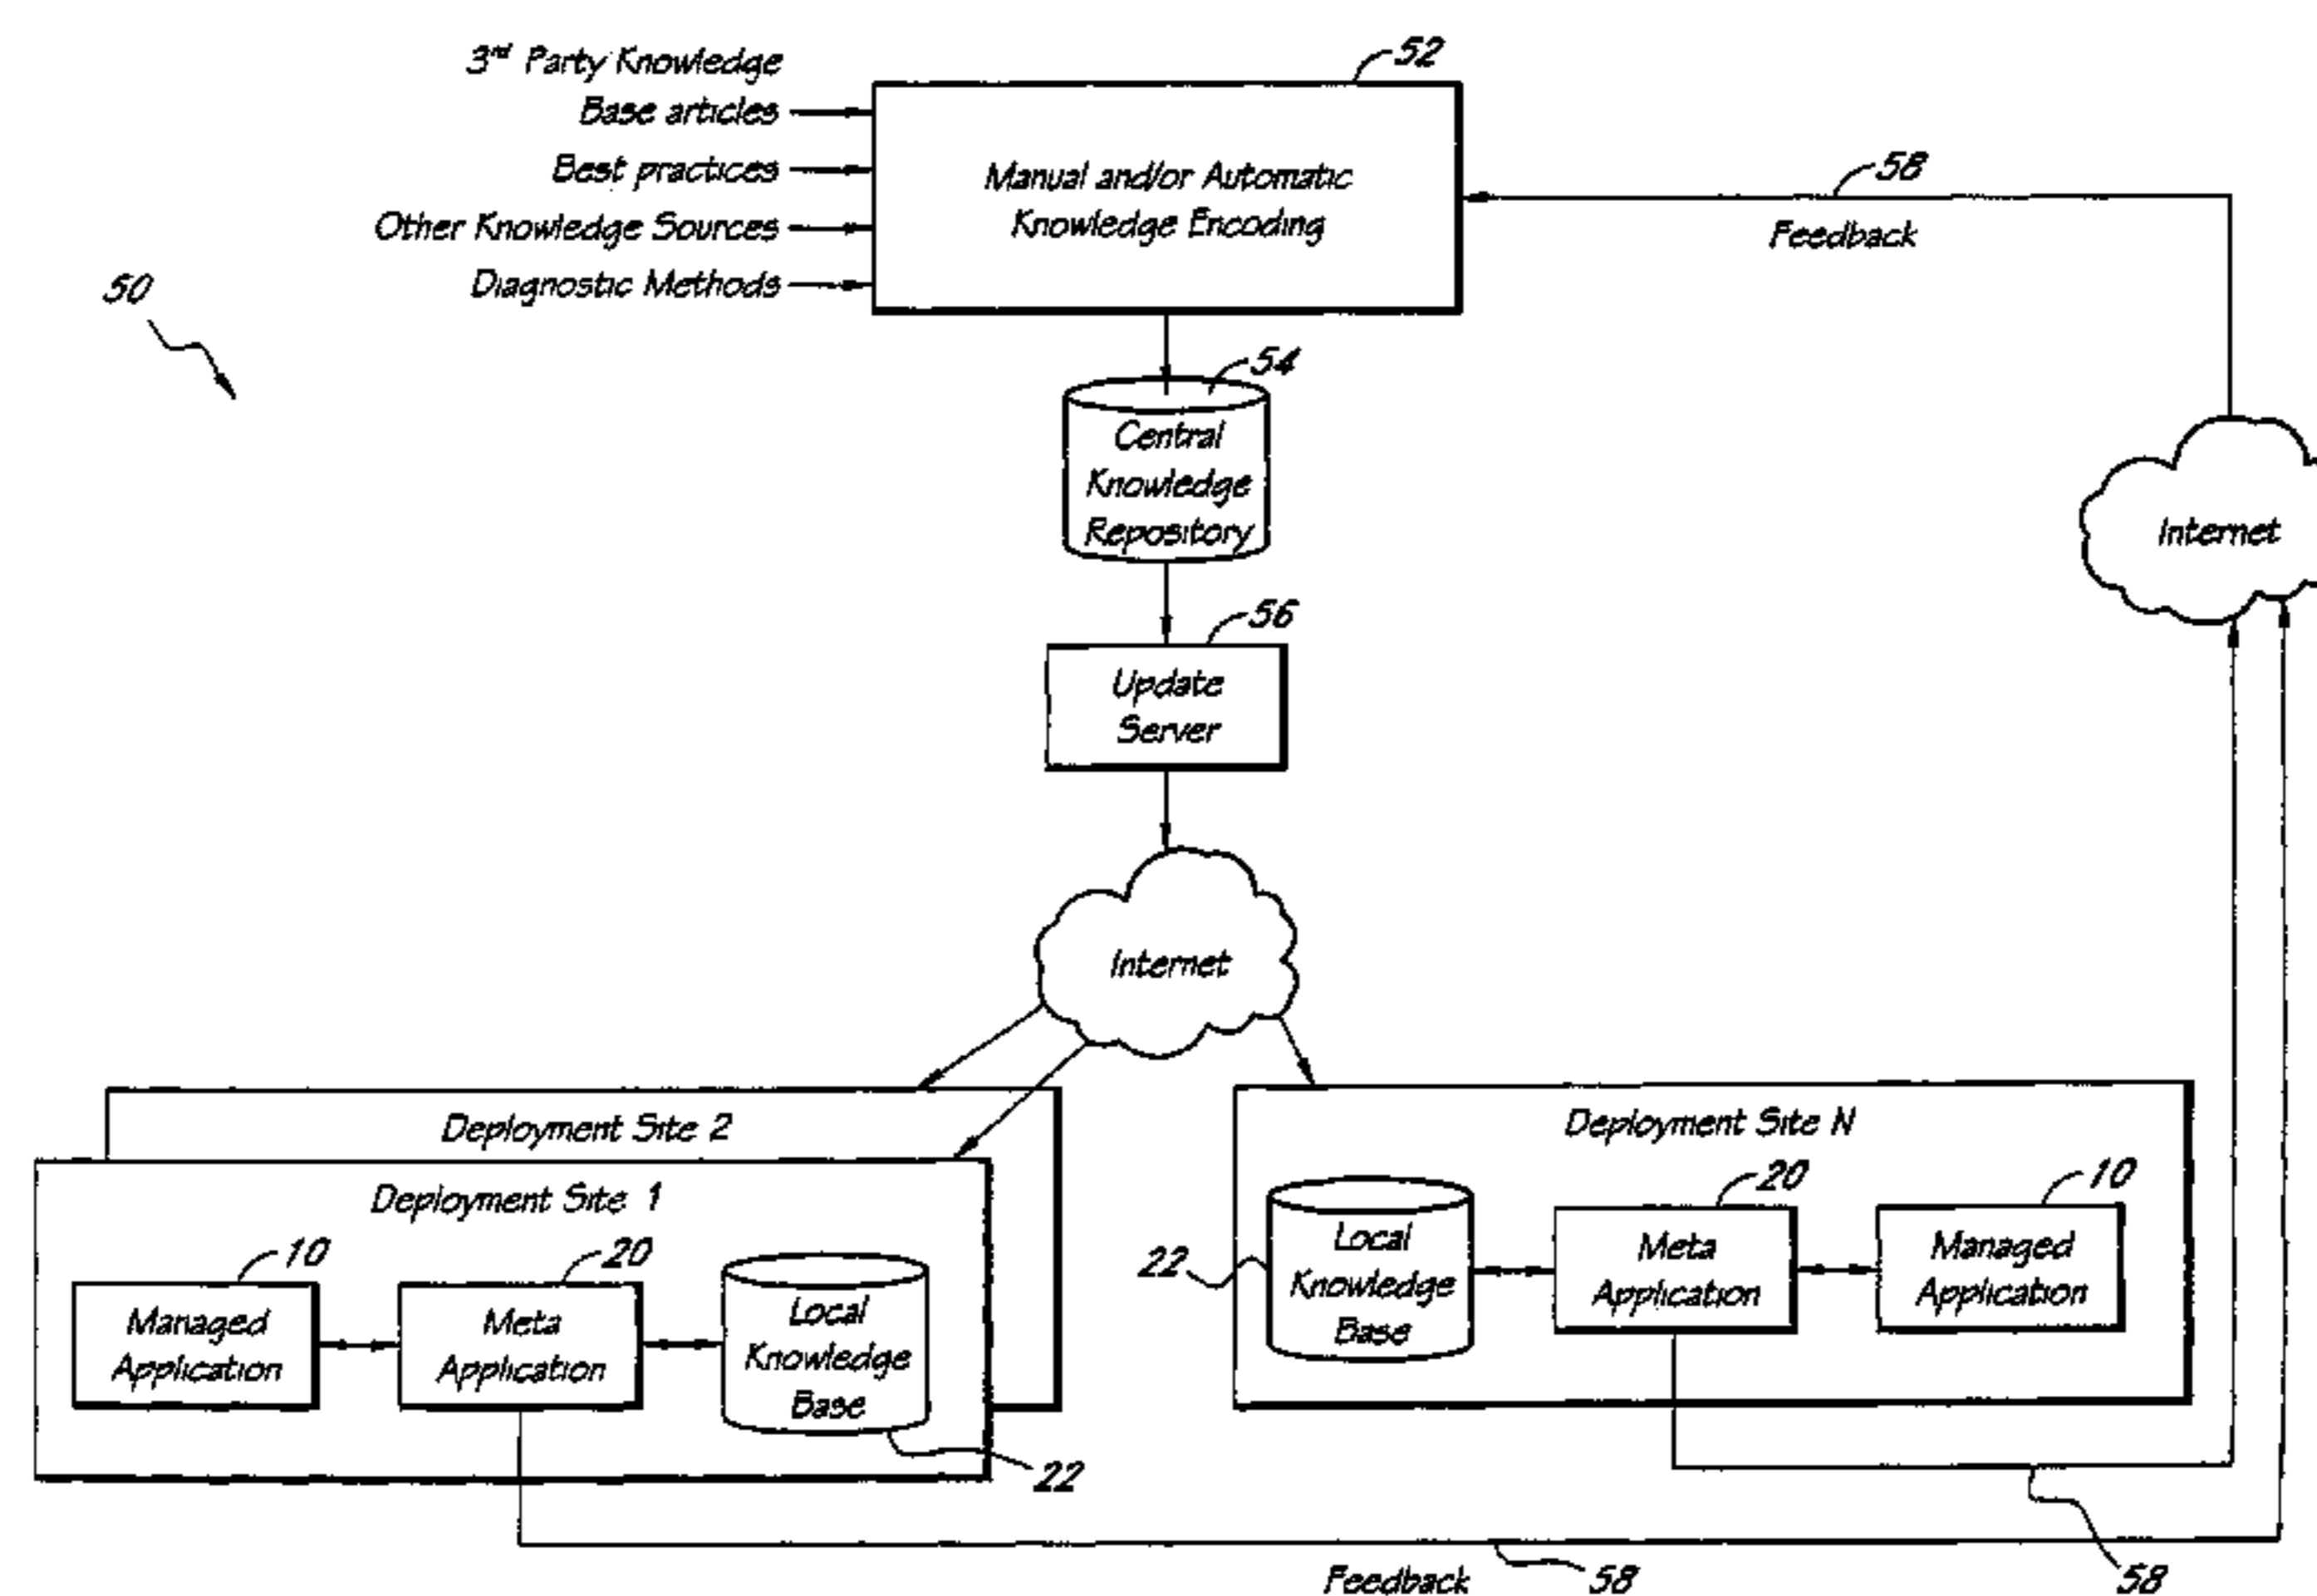 3rd Party Knowledge
Base articles
Best practices
Other Knowledge Sources
Diagnostic Methods
52
Manual and/or Automatic
Knowledge Encoding
58
Feedback
50
54
Central
Knowledge
Repository
Internet
56
Update
Server
Internet
Deployment Site 2
Deployment Site 1
10
Managed
Application
20
Meta
Application
Local
Knowledge
Base
22
Deployment Site N
22
Local
Knowledge
Base
20
Meta
Application
10
Managed
Application
58
Feedback
58